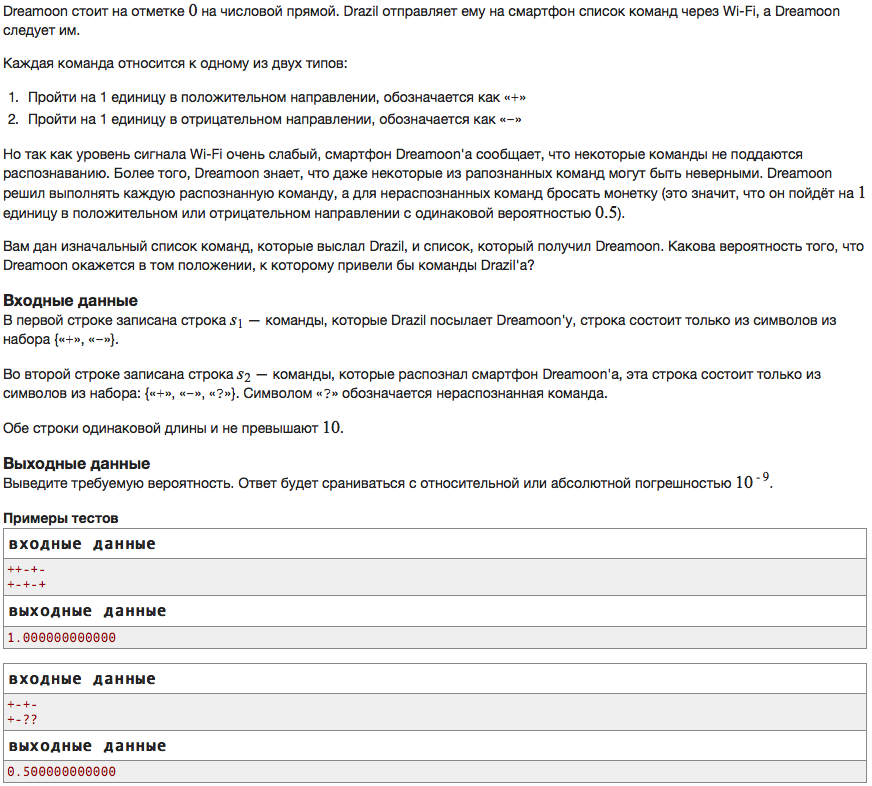 Dreamoon стоит на отметке 0 на числовой прямой. Drazil отправляет ему на смартфон список команд через Wi-Fi, а Dreamoon
следует им.
Каждая команда относится к одному из двух типов:
1. Пройти на 1 единицу в положительном направлении, обозначается как «+»
2. Пройти на 1 единицу в отрицательном направлении, обозначается как «−»
Но так как уровень сигнала Wi-Fi очень слабый, смартфон Dreamoon'а сообщает, что некоторые команды не поддаются
распознаванию. Более того, Dreamoon знает, что даже некоторые из рапознанных команд могут быть неверными. Dreamoon
решил выполнять каждую распознанную команду, а для нераспознанных команд бросать монетку (это значит, что он пойдёт на 1
единицу в положительном или отрицательном направлении с одинаковой вероятностью 0.5).
Вам дан изначальный список команд, которые выслал Drazil, и список, который получил Dreamoon. Какова вероятность того, что
Dreamoon окажется в том положении, к которому привели бы команды Drazil'а?
Входные данные
В первой строке записана строка s1 — команды, которые Drazil посылает Dreamoon'у, строка состоит только из символов из
набора {«+», «−»}.
Во второй строке записана строка s2 — команды, которые распознал смартфон Dreamoon'а, эта строка состоит только из
символов из набора: {«+», «−», «?»}. Символом «?» обозначается нераспознанная команда.
Обе строки одинаковой длины и не превышают 10.
Выходные данные
Выведите требуемую вероятность. Ответ будет сравниваться с относительной или абсолютной погрешностью 10 - 9.
Примеры тестов
входные данные
++-+-
+-+-+
выходные данные
1.000000000000
входные данные
+-+-
+-??
выходные данные
0.500000000000